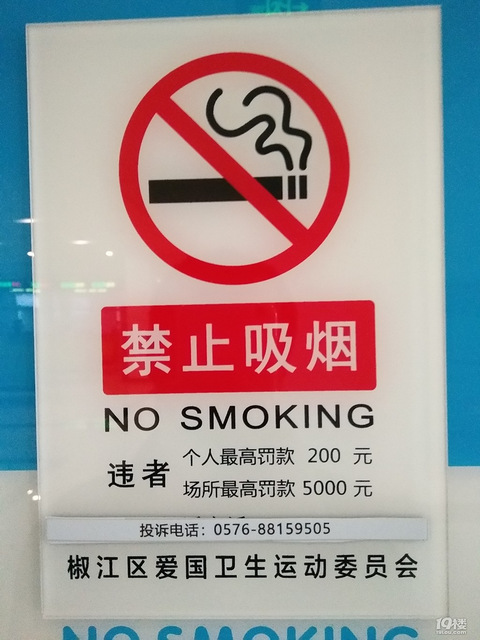 禁止吸烟
NO SMOKING
违者
个人最高罚款 200 元
场所最高罚款 5000 元
投诉电话：0576-88159505
椒江区爱国卫生运动委员会
NO SMOKING
19楼